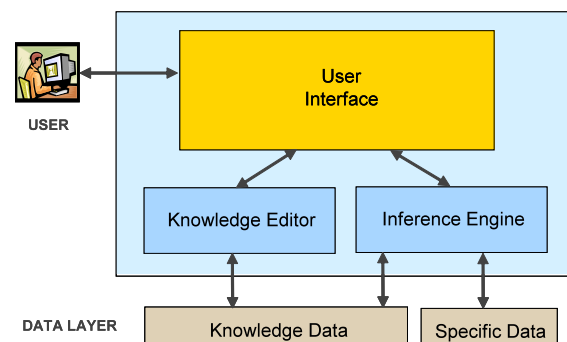 User
Interface
USER
Knowledge Editor
Inference Engine
DATA LAYER
Knowledge Data
Specific Data